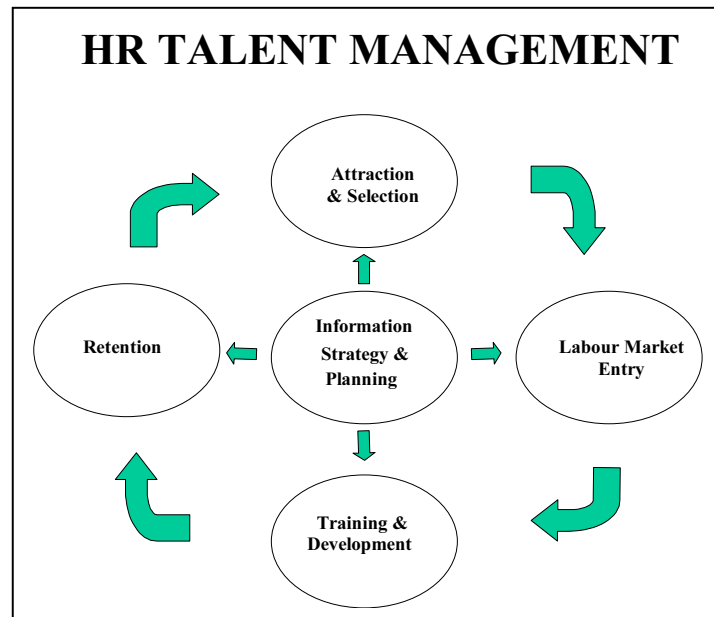 HR TALENT MANAGEMENT
Attraction
& Selection
Retention
Information
Strategy &
Planning
Labour Market
Entry
Training &
Development